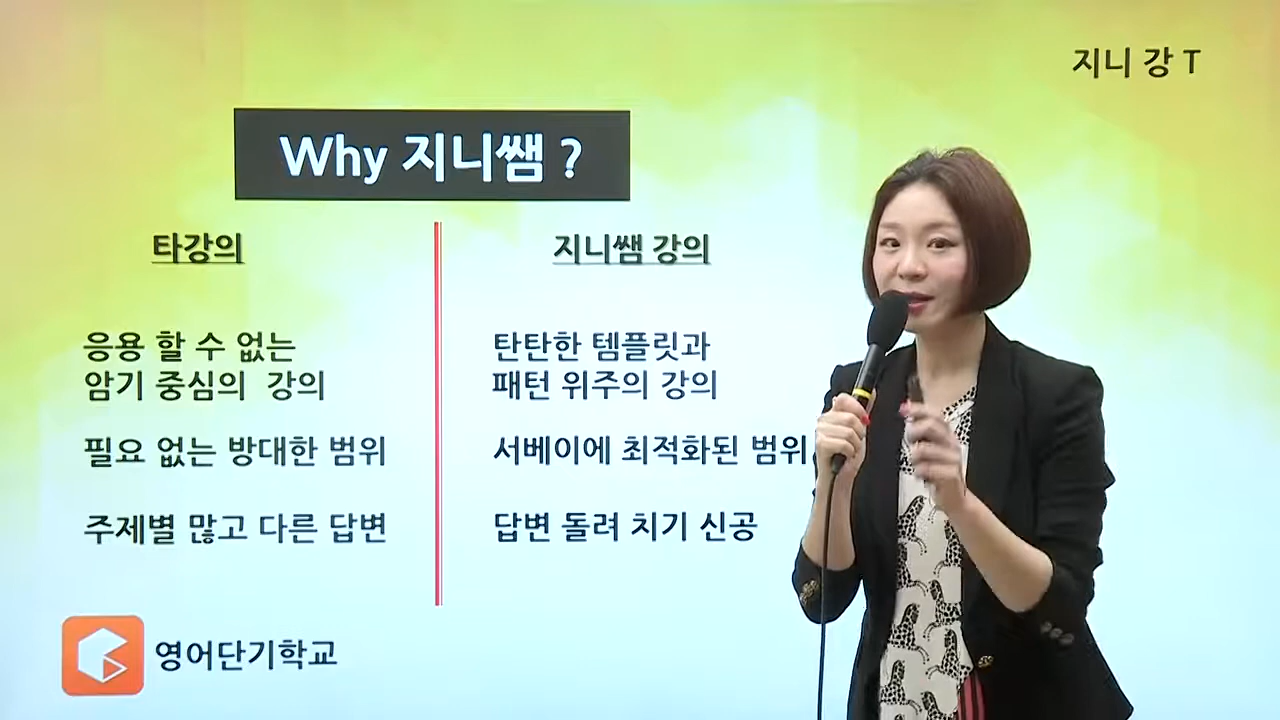 지니 강 T
Why 지니쌤 ?
타강의
응용 할 수 없는
암기 중심의 강의
필요 없는 방대한 범위
주제별 많고 다른 답변
지니쌤 강의
탄탄한 템플릿과
패턴 위주의 강의
서베이에 최적화된 범위
답변 돌려 치기 신공
영어단기학교